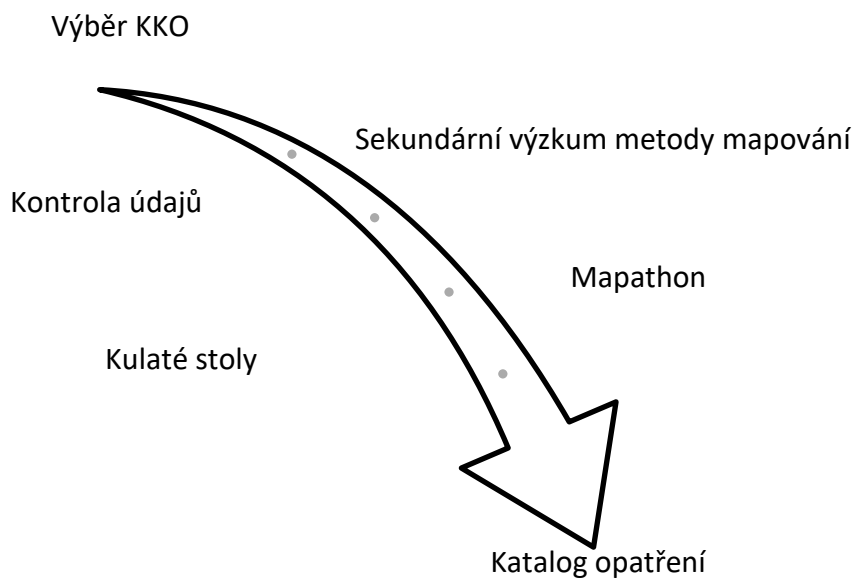 Výběr KKO
Sekundární výzkum metody mapování
Kontrola údajů
Mapathon
Kulaté stoly
Katalog opatření